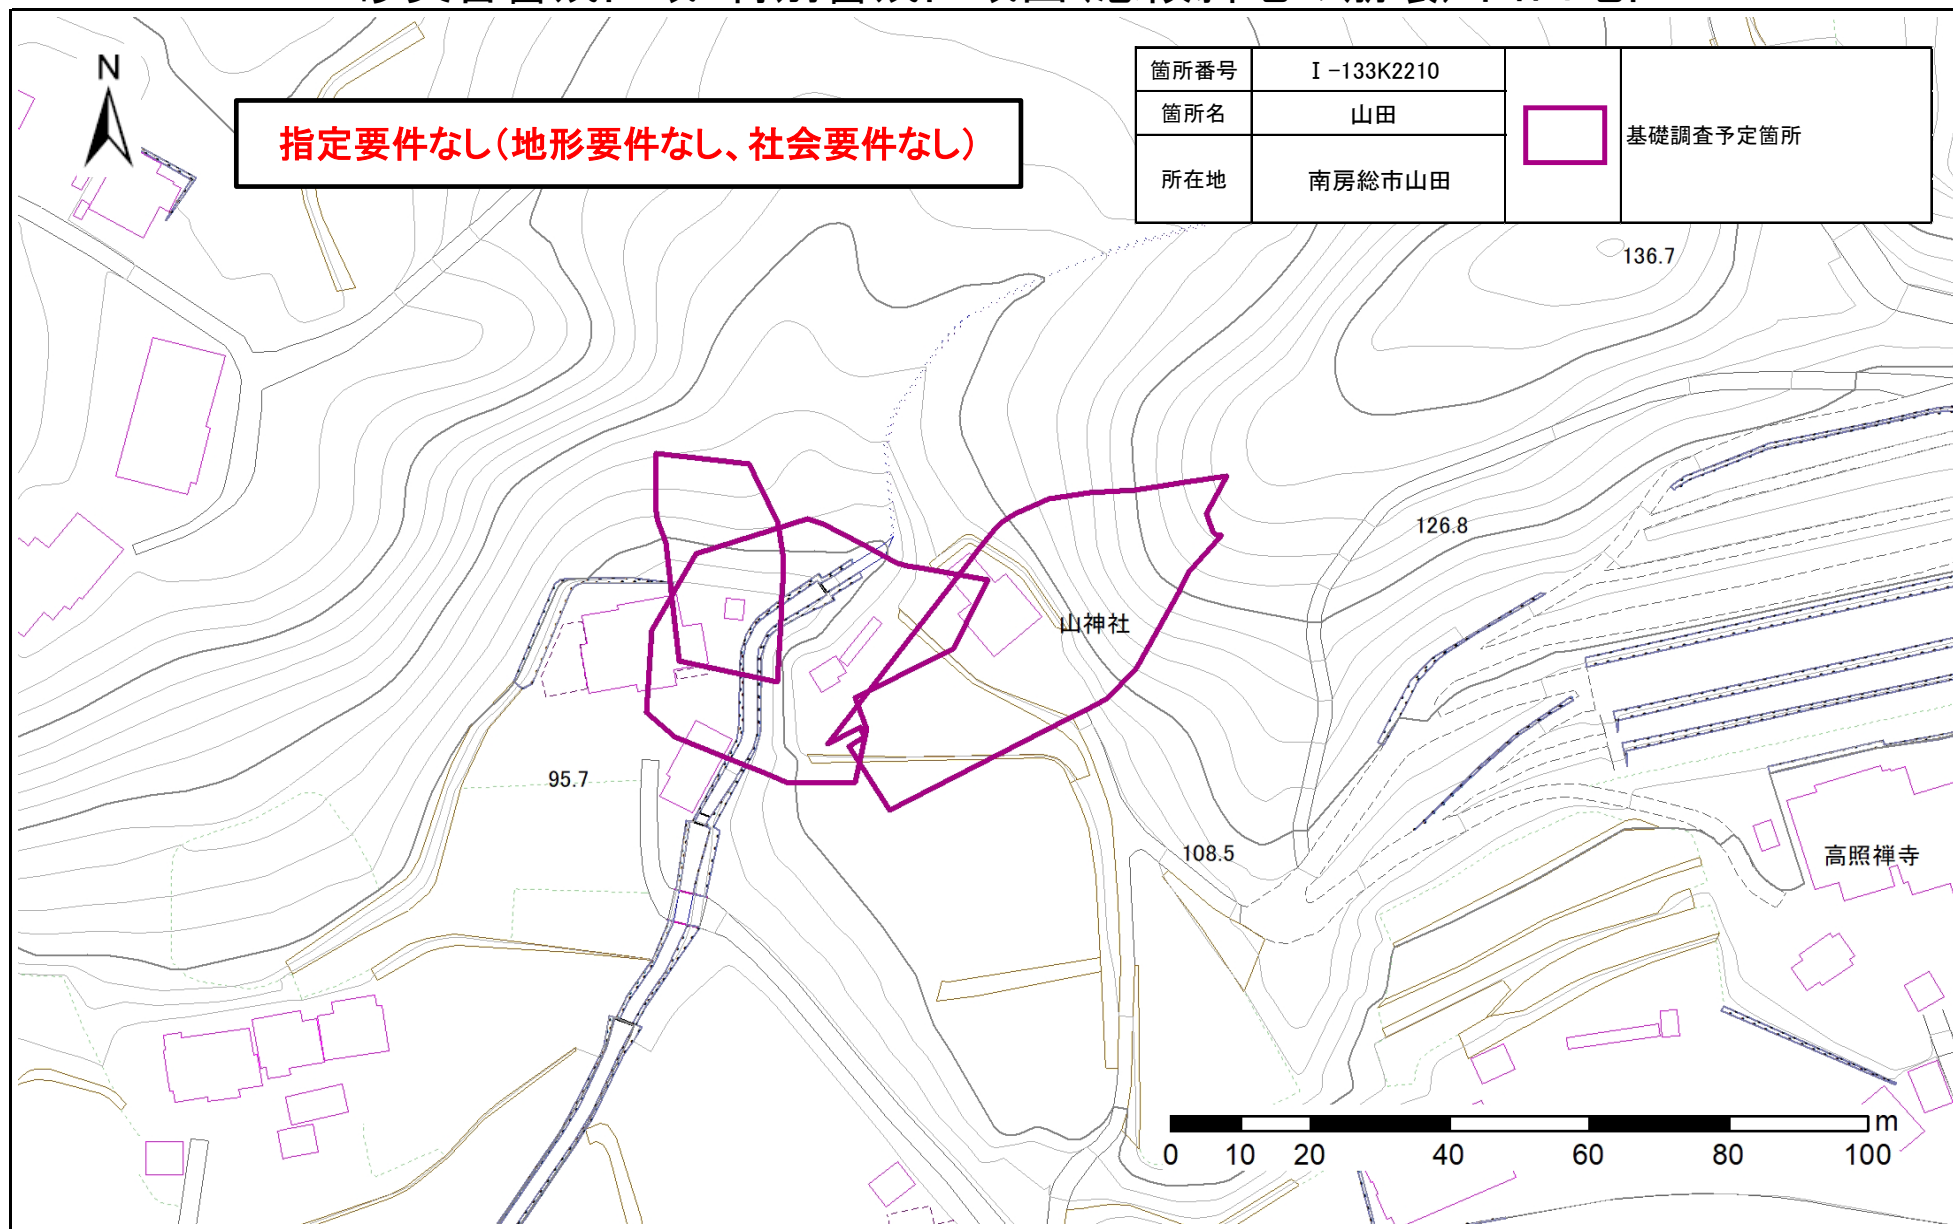 N
指定要件なし（地形要件なし、社会要件なし）
箇所番号 Ⅰ-133K2210
箇所名 山田
所在地 南房総市山田
基礎調査予定箇所
136.7
126.8
山神社
95.7
108.5
高照禅寺
m
0 10 20 40 60 80 100